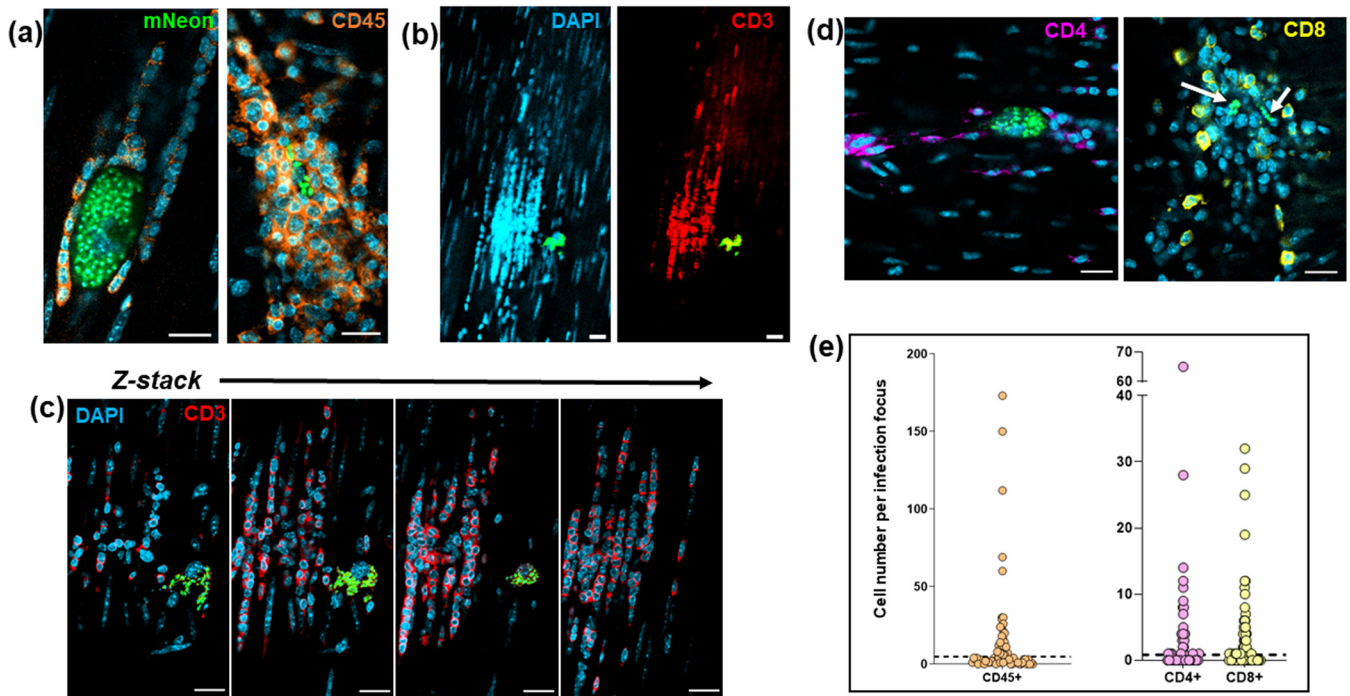 (a)
mNeon
CD45
(b)
DAPI
CD3
(d)
CD4
CD8
Z-stack
(c)
DAPI
CD3
(e)
Cell number per infection focus
200
150
100
50
0
CD45+
70
60
40
30
20
10
0
CD4+ CD8+